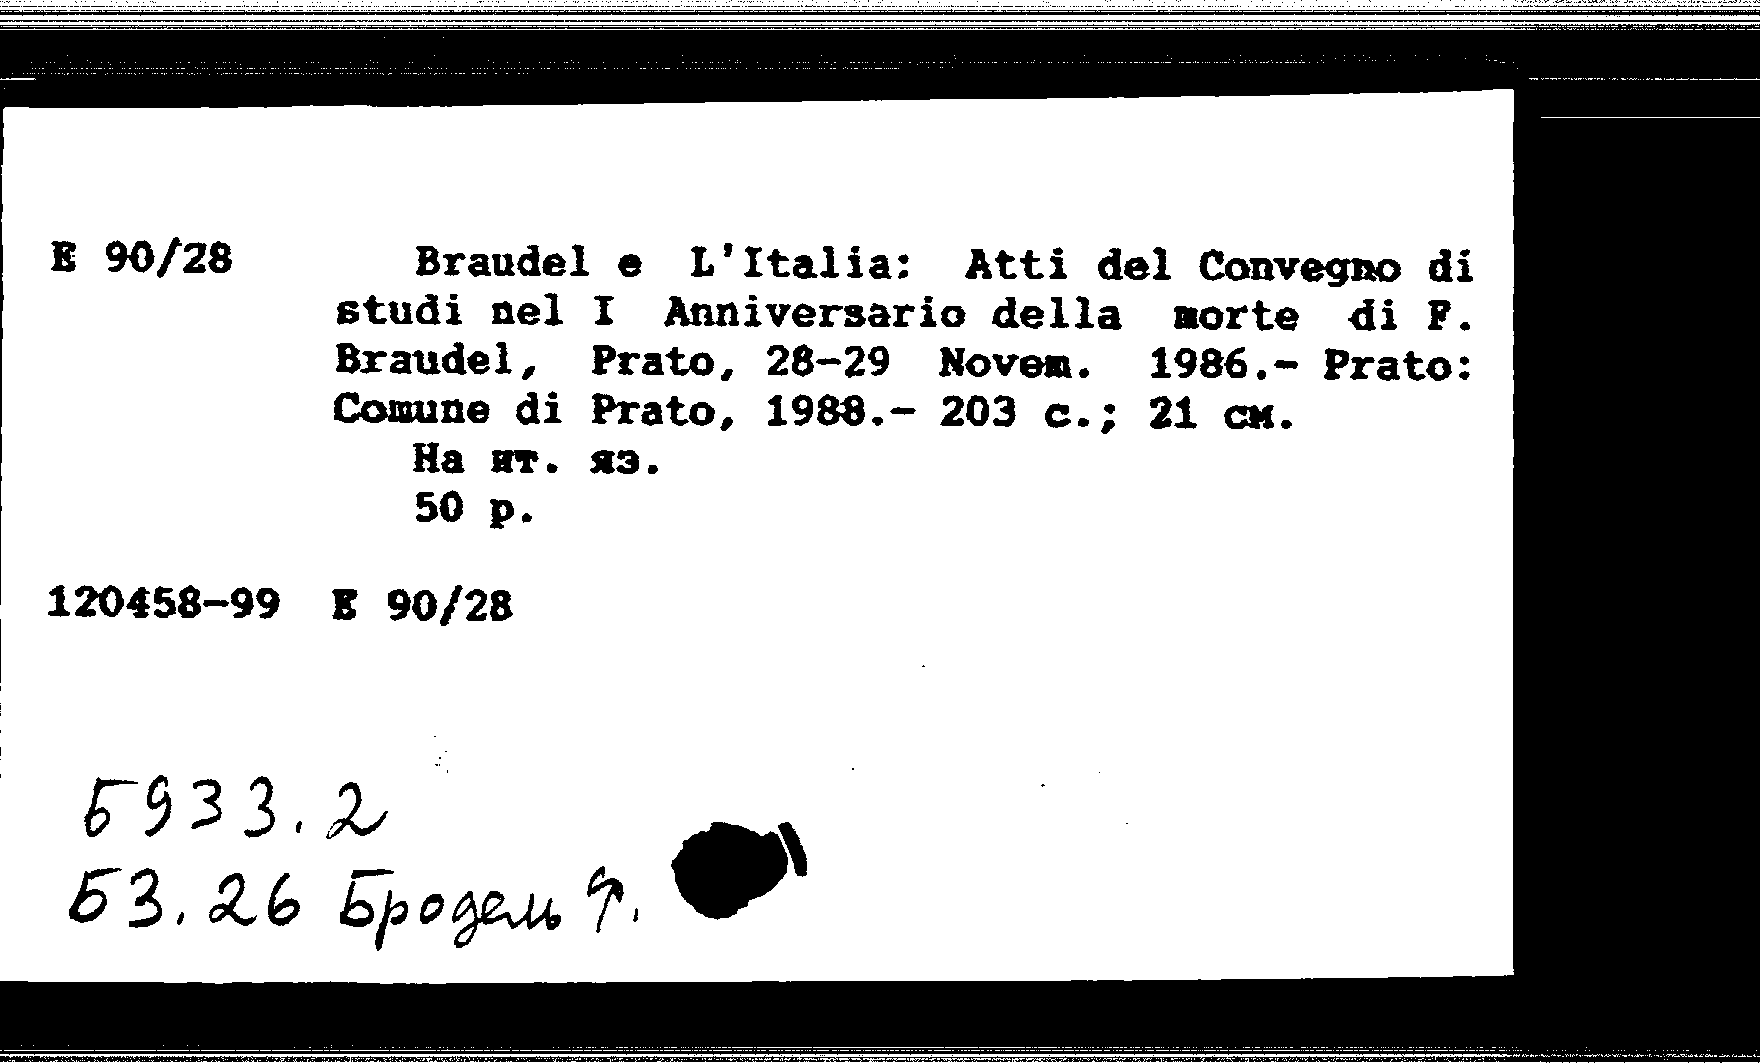 E 90/28 Braudel e L'Italia: Atti del Convegno di
studi nel I Anniversario della morte di F.
Braudel, Prato, 28-29 Novem. 1986.- Prato:
Comune di Prato, 1988.- 203 с.; 21 см.
На ит. яз.
50 р.
120458-99 E 90/28
Б933.2
Б3.26 Бродель Ф.